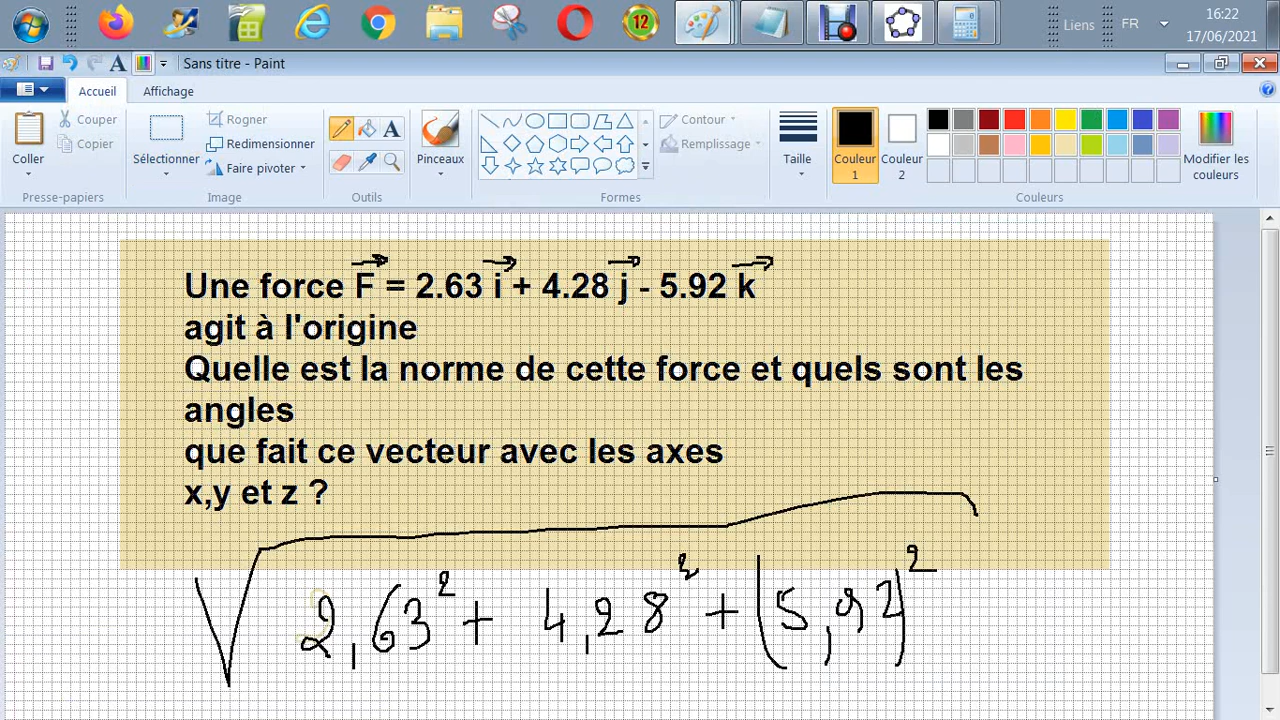 12
Liens
FR
16:22
17/06/2021
Sans titre - Paint
Accueil
Affichage
Coller
Couper
Copier
Presse-papiers
Sélectionner
Rogner
Redimensionner
Faire pivoter
Image
A
Outils
Pinceaux
Contour
Remplissage
Formes
Taille
Couleur 1
Couleur 2
Modifier les couleurs
Couleurs
Une force F = 2.63 i + 4.28 j - 5.92 k
agit à l'origine
Quelle est la norme de cette force et quels sont les
angles
que fait ce vecteur avec les axes
x,y et z ?
√ 2,63² + 4,28² + (5,92)²